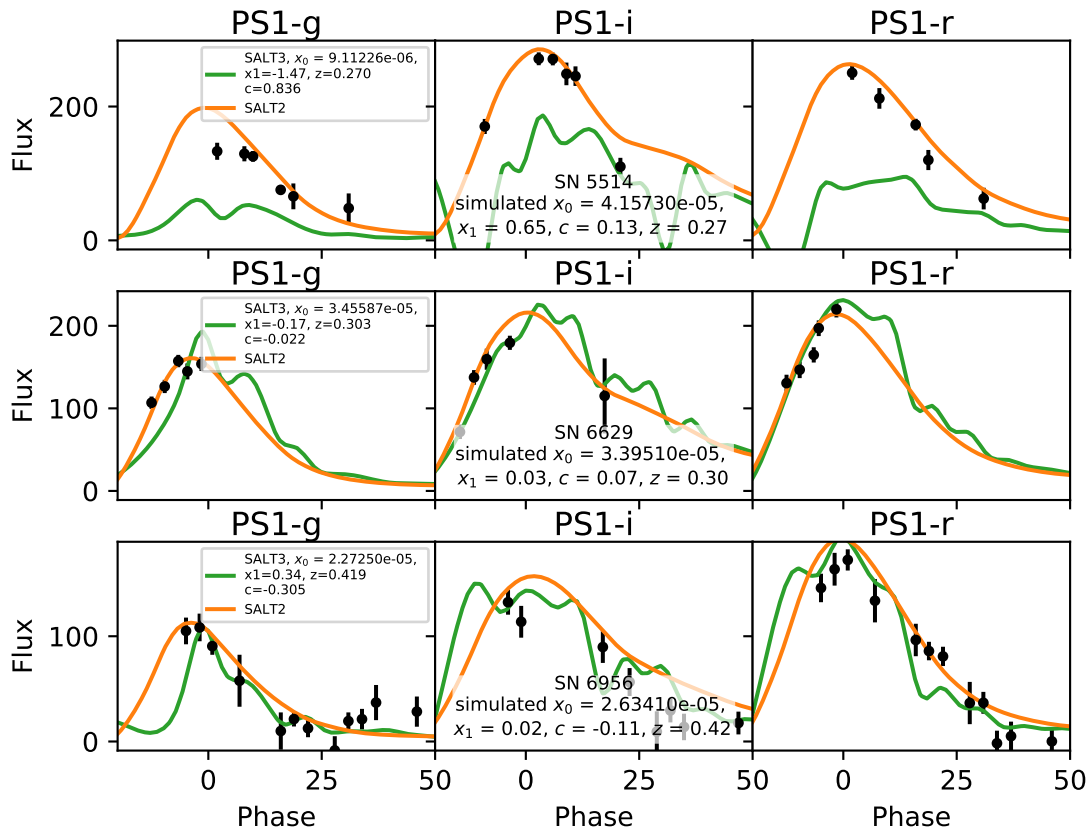 PS1-g
PS1-i
PS1-r
Flux
200
0
SALT3, x0 = 9.11226e-06,
x1=-1.47, z=0.270
c=0.836
SALT2
SN 5514
simulated x0 = 4.15730e-05,
x1 = 0.65, c = 0.13, z = 0.27
PS1-g
PS1-i
PS1-r
Flux
200
100
0
SALT3, x0 = 3.45587e-05,
x1=-0.17, z=0.303
c=-0.022
SALT2
SN 6629
simulated x0 = 3.39510e-05,
x1 = 0.03, c = 0.07, z = 0.30
PS1-g
PS1-i
PS1-r
Flux
100
0
SALT3, x0 = 2.27250e-05,
x1=0.34, z=0.419
c=-0.305
SALT2
SN 6956
simulated x0 = 2.63410e-05,
x1 = 0.02, c = -0.11, z = 0.42
0 25 50 0 25 50 0 25 50
Phase
Phase
Phase